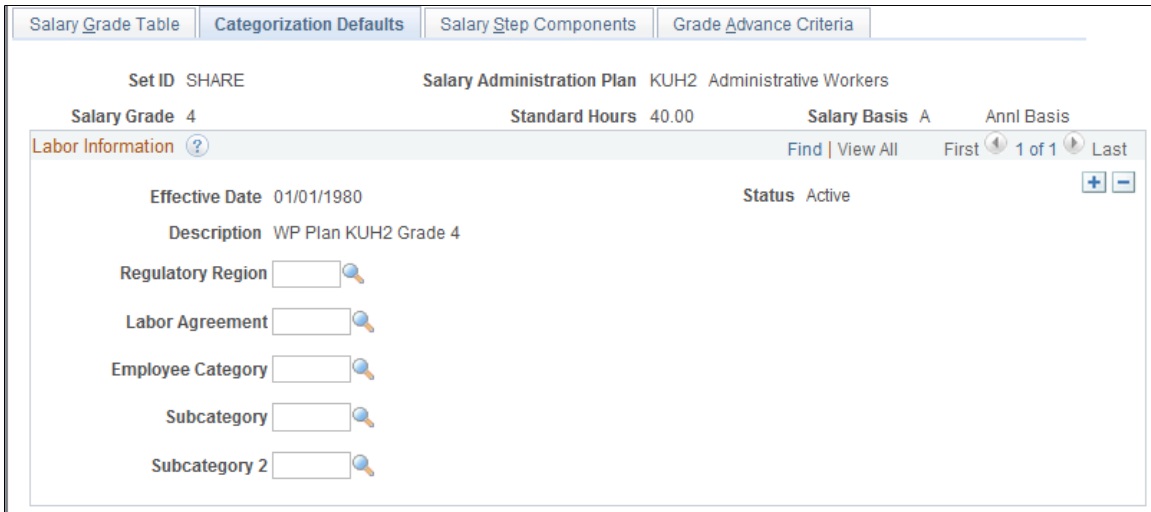 Salary Grade Table Categorization Defaults Salary Step Components Grade Advance Criteria
Set ID SHARE Salary Administration Plan KUH2 Administrative Workers
Salary Grade 4 Standard Hours 40.00 Salary Basis A Annl Basis
Labor Information ? Find | View All First 1 of 1 Last
Effective Date 01/01/1980 Status Active
Description WP Plan KUH2 Grade 4
Regulatory Region
Labor Agreement
Employee Category
Subcategory
Subcategory 2